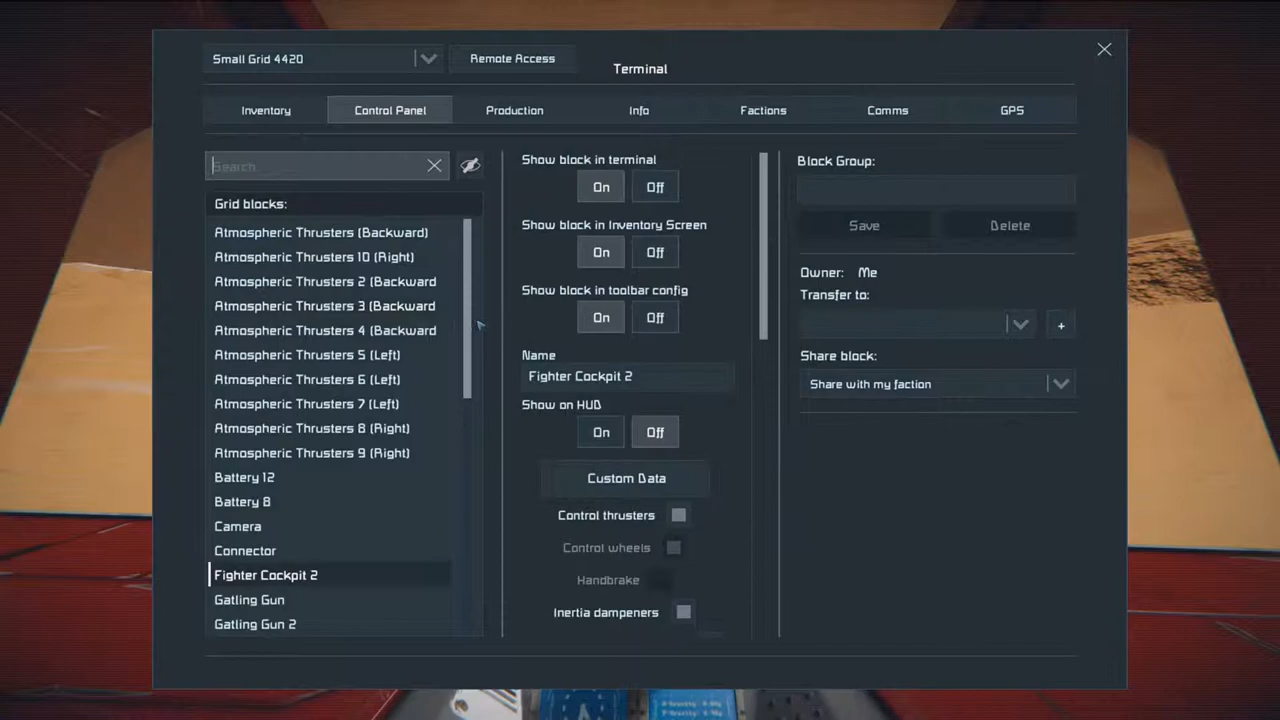 Small Grid 4420
Remote Access
Terminal
Inventory
Control Panel
Production
Info
Factions
Comms
GPS
Search...
Grid blocks:
Atmospheric Thrusters (Backward)
Atmospheric Thrusters 10 (Right)
Atmospheric Thrusters 2 (Backward
Atmospheric Thrusters 3 (Backward
Atmospheric Thrusters 4 (Backward
Atmospheric Thrusters 5 (Left)
Atmospheric Thrusters 6 (Left)
Atmospheric Thrusters 7 (Left)
Atmospheric Thrusters 8 (Right)
Atmospheric Thrusters 9 (Right)
Battery 12
Battery 8
Camera
Connector
Fighter Cockpit 2
Gatling Gun
Gatling Gun 2
Show block in terminal
On Off
Show block in Inventory Screen
On Off
Show block in toolbar config
On Off
Name
Fighter Cockpit 2
Show on HUD
On Off
Custom Data
Control thrusters
Control wheels
Handbrake
Inertia dampeners
Block Group:
Save
Delete
Owner: Me
Transfer to:
+
Share block:
Share with my faction